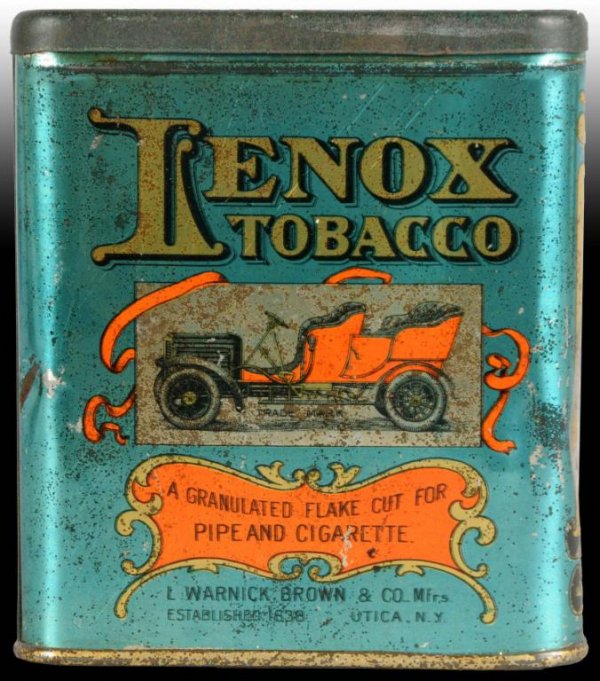 LENOX
TOBACCO
TRADE MARK
A GRANULATED FLAKE CUT FOR
PIPE AND CIGARETTE.
L WARNICK BROWN & CO. Mfrs
ESTABLISHED 1838 UTICA, N.Y.